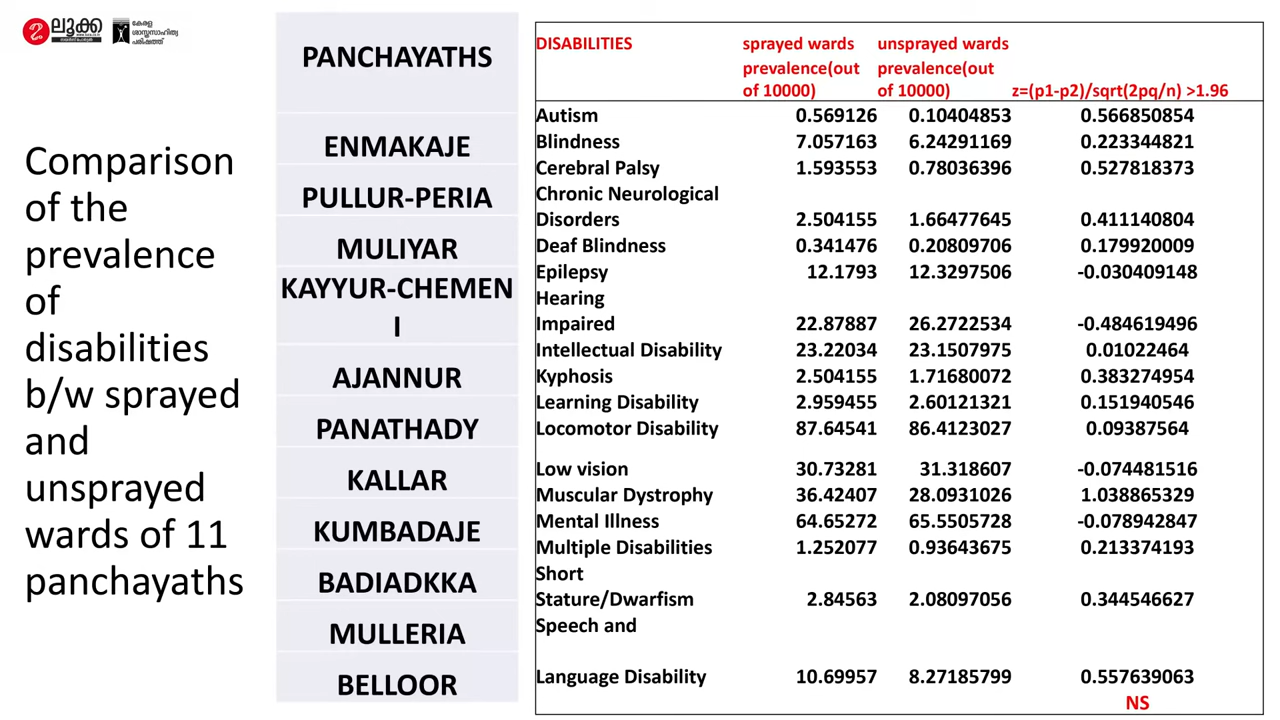 ലൂക്ക
കേരള
ശാസ്ത്രസാഹിത്യ
പരിഷത്ത്
Comparison
of the
prevalence
of
disabilities
b/w sprayed
and
unsprayed
wards of 11
panchayaths
PANCHAYATHS
ENMAKAJE
PULLUR-PERIA
MULIYAR
KAYYUR-CHEMEN
I
AJANNUR
PANATHADY
KALLAR
KUMBADAJE
BADIADKKA
MULLERIA
BELLOOR
DISABILITIES sprayed wards prevalence(out of 10000) unsprayed wards prevalence(out of 10000) z=(p1-p2)/sqrt(2pq/n) >1.96
Autism 0.569126 0.10404853 0.566850854
Blindness 7.057163 6.24291169 0.223344821
Cerebral Palsy 1.593553 0.78036396 0.527818373
Chronic Neurological
Disorders 2.504155 1.66477645 0.411140804
Deaf Blindness 0.341476 0.20809706 0.179920009
Epilepsy 12.1793 12.3297506 -0.030409148
Hearing
Impaired 22.87887 26.2722534 -0.484619496
Intellectual Disability 23.22034 23.1507975 0.01022464
Kyphosis 2.504155 1.71680072 0.383274954
Learning Disability 2.959455 2.60121321 0.151940546
Locomotor Disability 87.64541 86.4123027 0.09387564
Low vision 30.73281 31.318607 -0.074481516
Muscular Dystrophy 36.42407 28.0931026 1.038865329
Mental Illness 64.65272 65.5505728 -0.078942847
Multiple Disabilities 1.252077 0.93643675 0.213374193
Short
Stature/Dwarfism 2.84563 2.08097056 0.344546627
Speech and
Language Disability 10.69957 8.27185799 0.557639063
NS